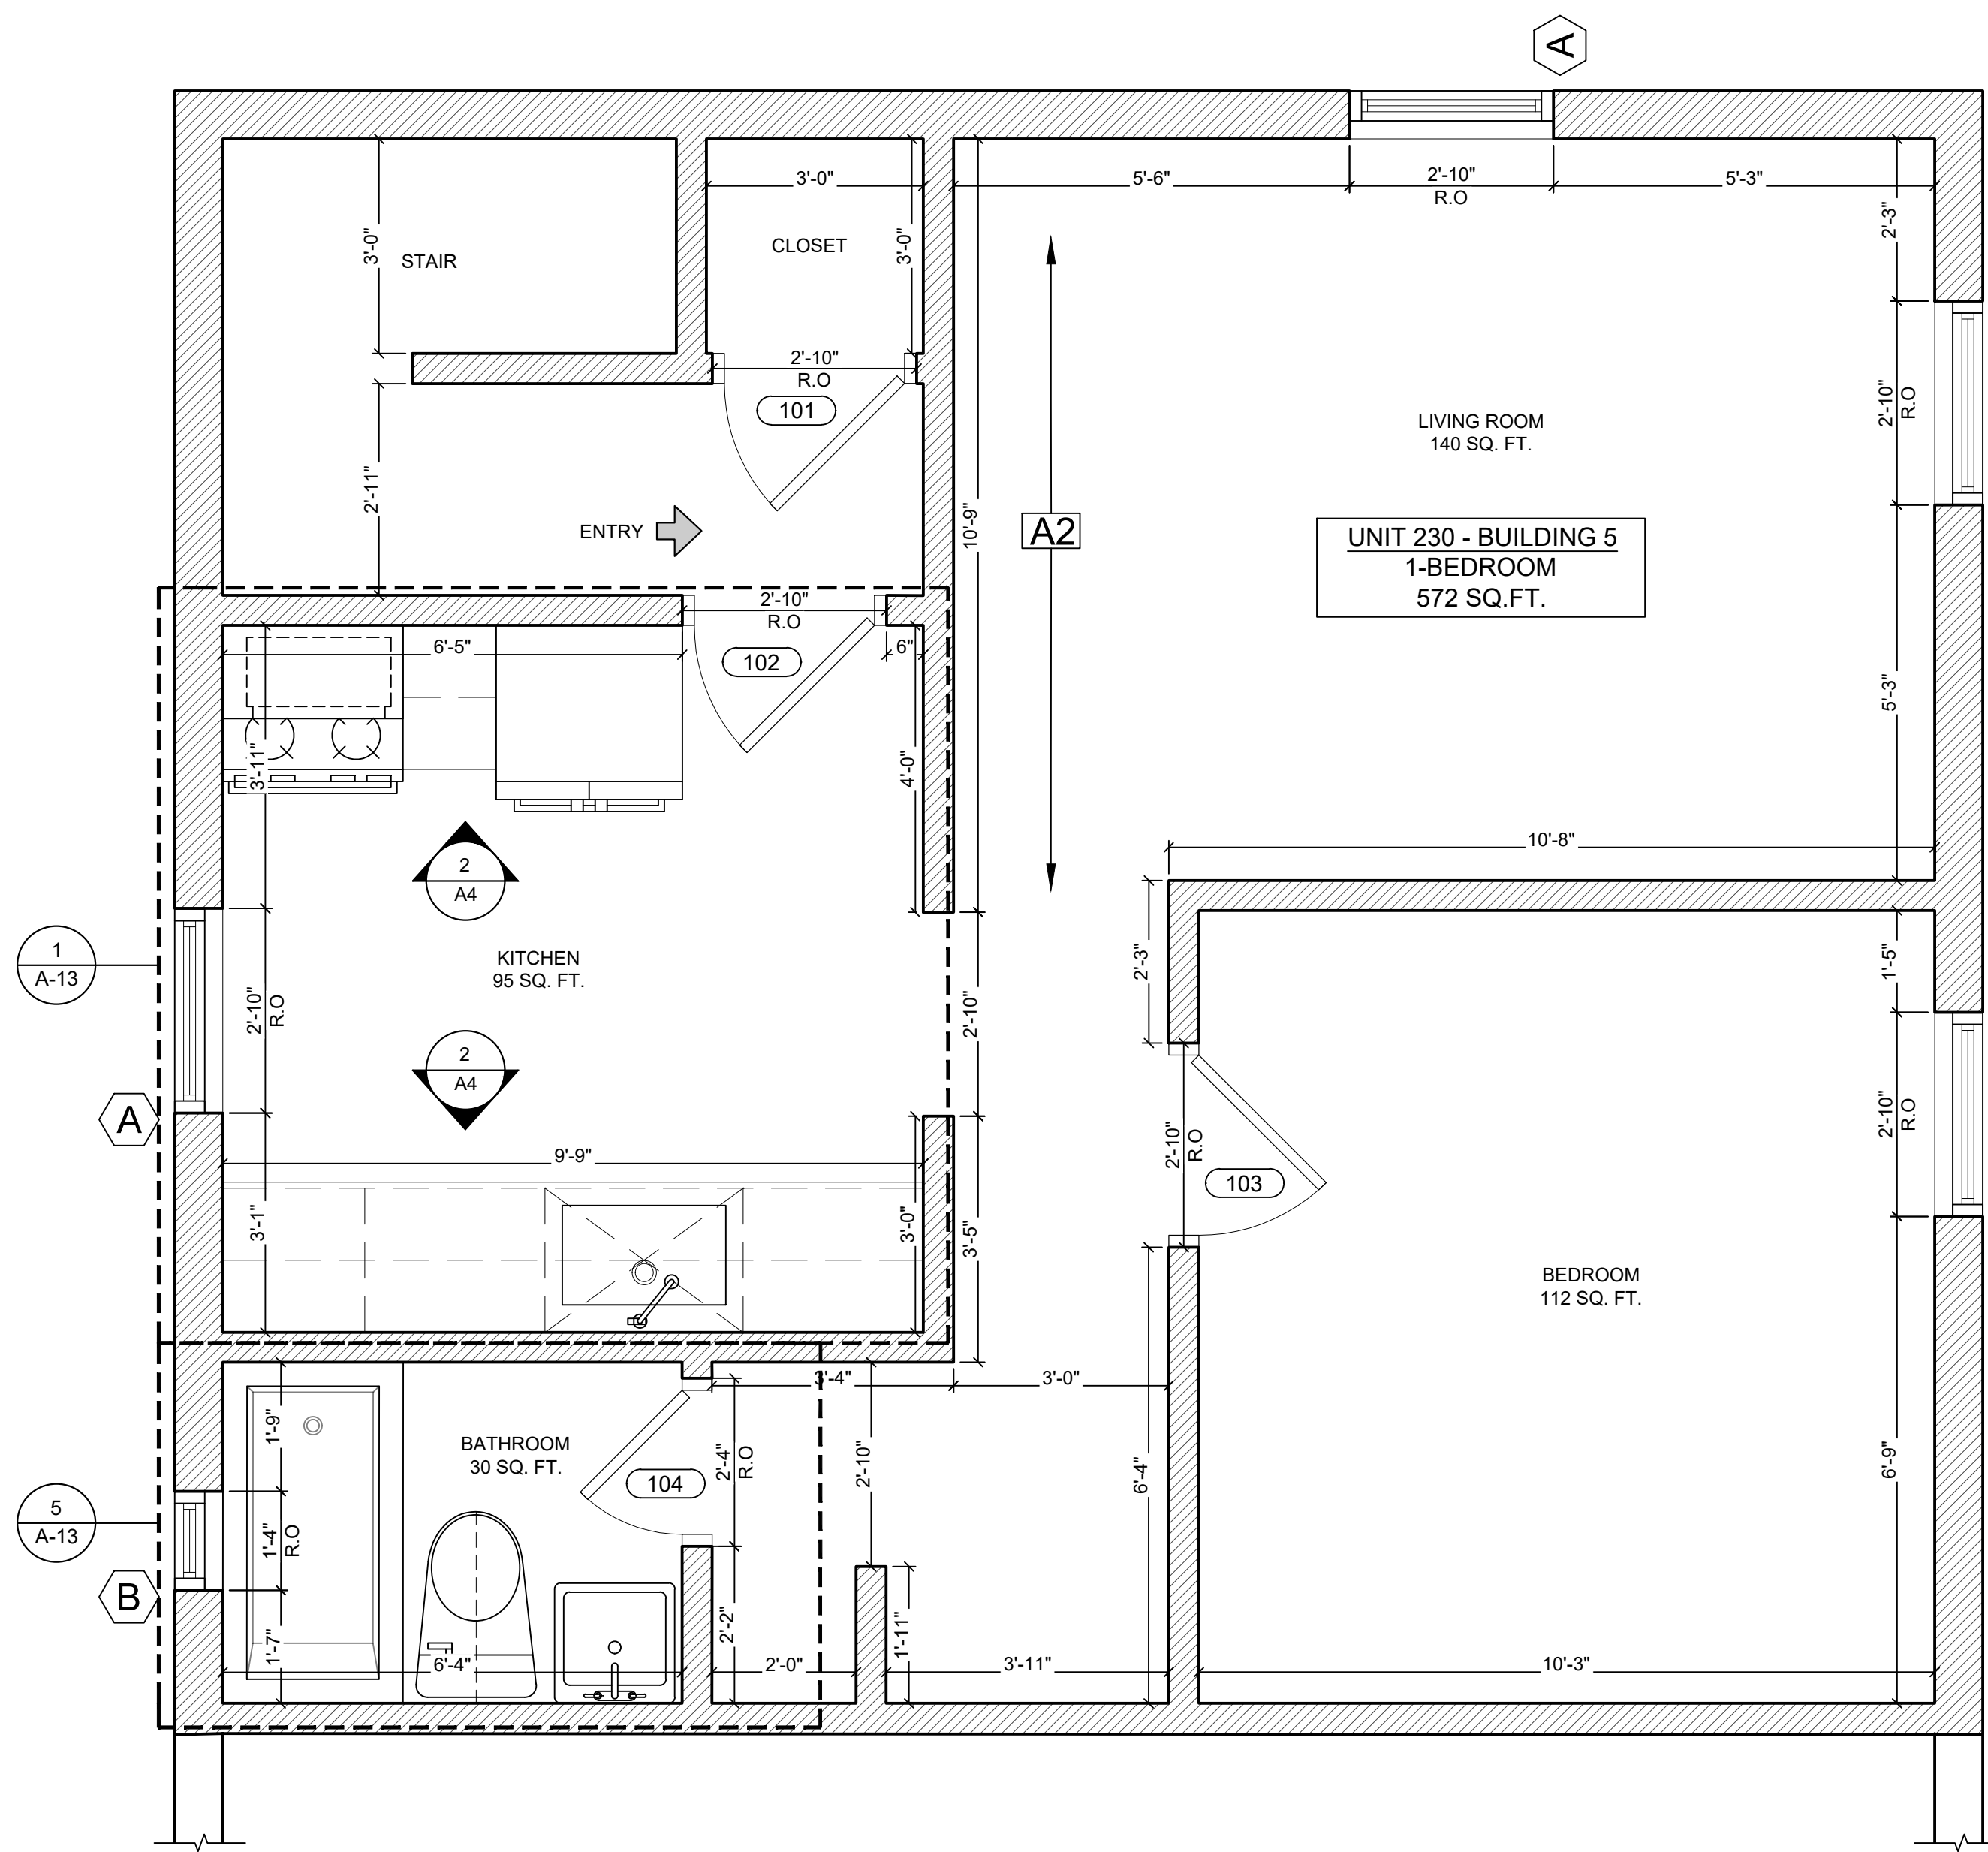 A
3'-0"
5'-6"
2'-10"
R.O
5'-3"
2'-3"
3'-0"
STAIR
CLOSET
3'-0"
2'-10"
R.O
101
2'-10"
R.O
LIVING ROOM
140 SQ. FT.
2'-11"
ENTRY
10'-9"
A2
UNIT 230 - BUILDING 5
1-BEDROOM
572 SQ.FT.
2'-10"
R.O
6'-5"
102
6"
5'-3"
3'-11"
4'-0"
10'-8"
2
A4
1
A-13
KITCHEN
95 SQ. FT.
2'-3"
1'-5"
2'-10"
R.O
2'-10"
2
A4
A
2'-10"
R.O
2'-10"
R.O
9'-9"
103
3'-1"
3'-0"
3'-5"
BEDROOM
112 SQ. FT.
3'-4"
3'-0"
1'-9"
BATHROOM
30 SQ. FT.
104
2'-4"
R.O
2'-10"
6'-4"
6'-9"
5
A-13
1'-4"
R.O
B
1'-7"
2'-2"
1'-11"
6'-4"
2'-0"
3'-11"
10'-3"